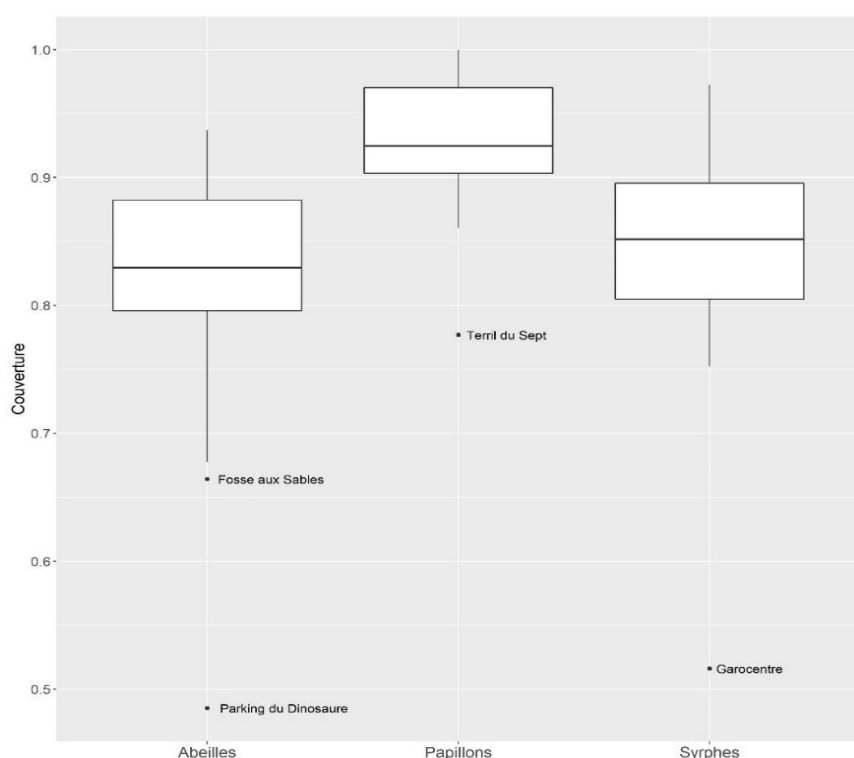 Couverture
1.0
0.9
0.8
0.7
0.6
0.5
Terril du Sept
Fosse aux Sables
Garocentre
Parking du Dinosaure
Abeilles Papillons Syrphes